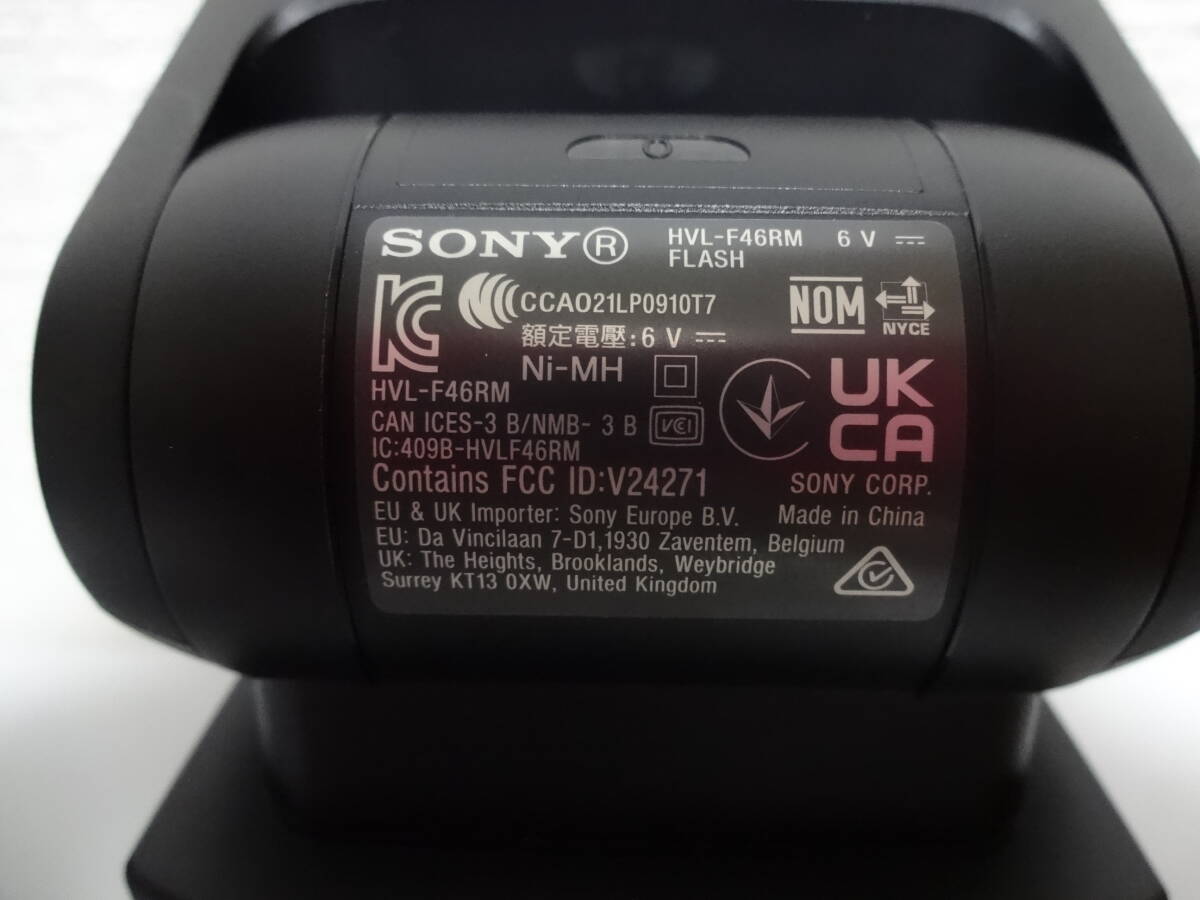 SONY® HVL-F46RM 6 V
FLASH
CCAO21LP0910T7
NOM
NYCE
額定電壓:6 V
Ni-MH
HVL-F46RM
CAN ICES-3 B/NMB- 3 B
VCI
UK
CA
IC:409B-HVLF46RM
Contains FCC ID:V24271
SONY CORP.
EU & UK Importer: Sony Europe B.V.
Made in China
EU: Da Vincilaan 7-D1,1930 Zaventem, Belgium
UK: The Heights, Brooklands, Weybridge
Surrey KT13 0XW, United Kingdom